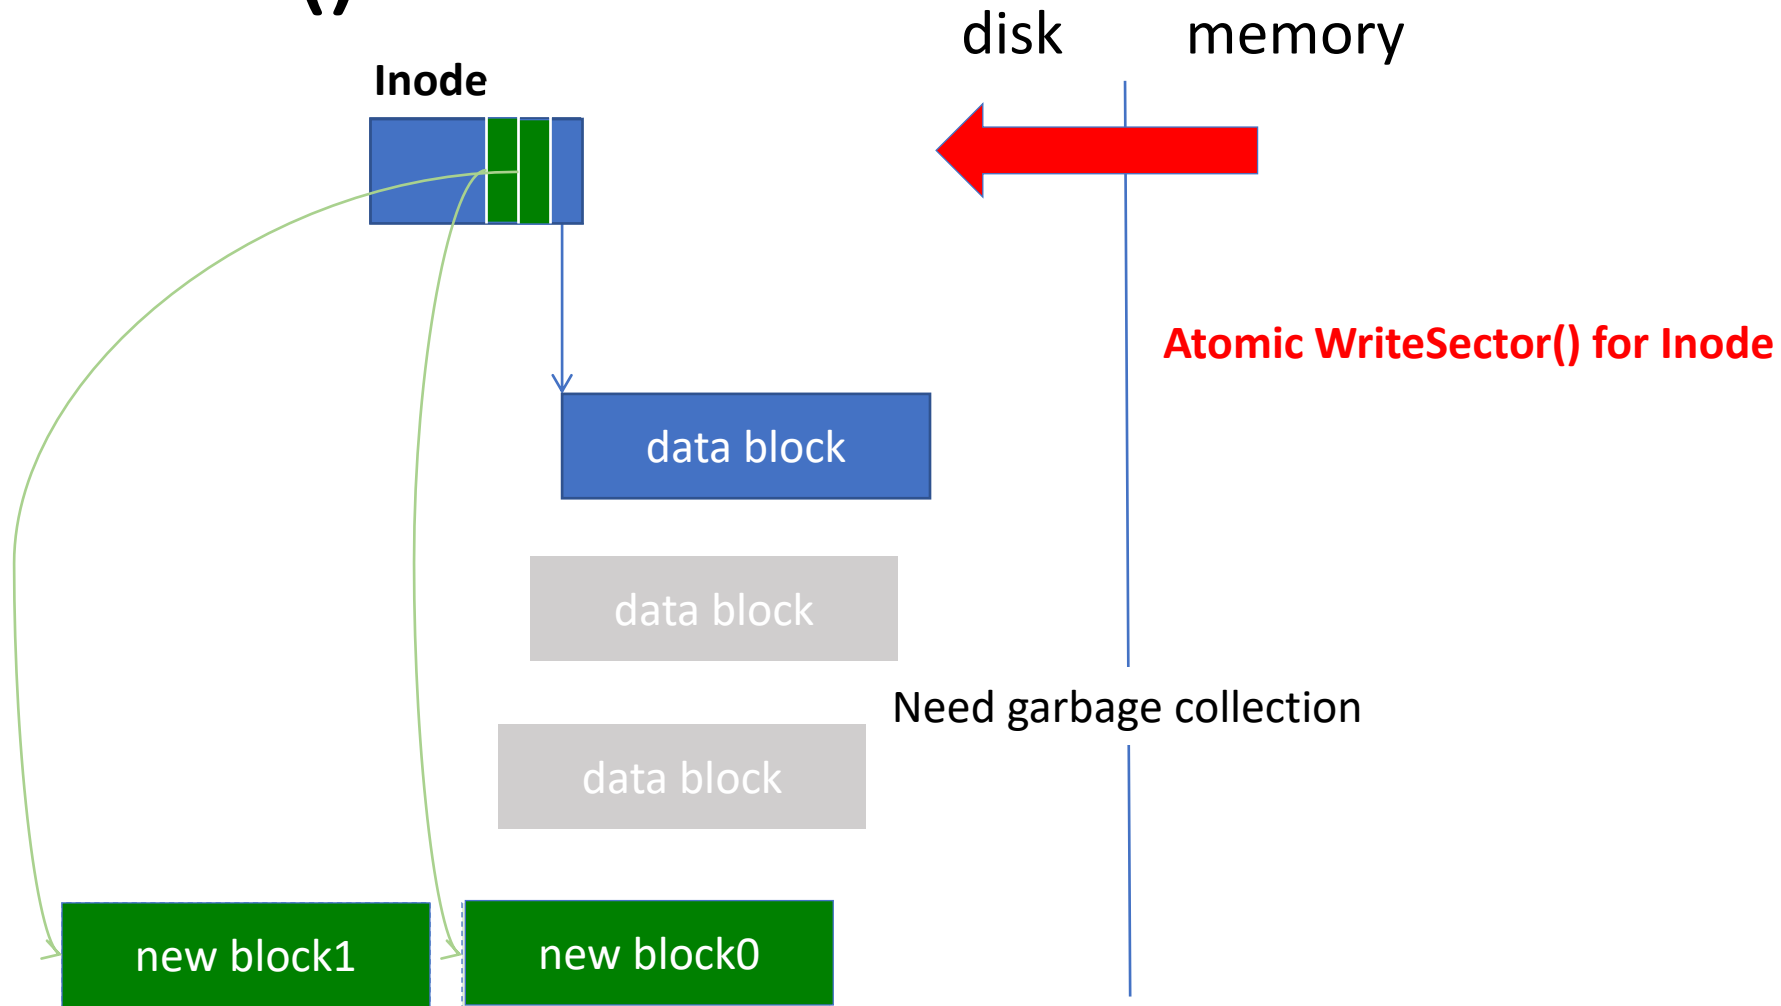 ()
disk memory
Inode
Atomic WriteSector() for Inode
data block
data block
Need garbage collection
data block
new block1
new block0